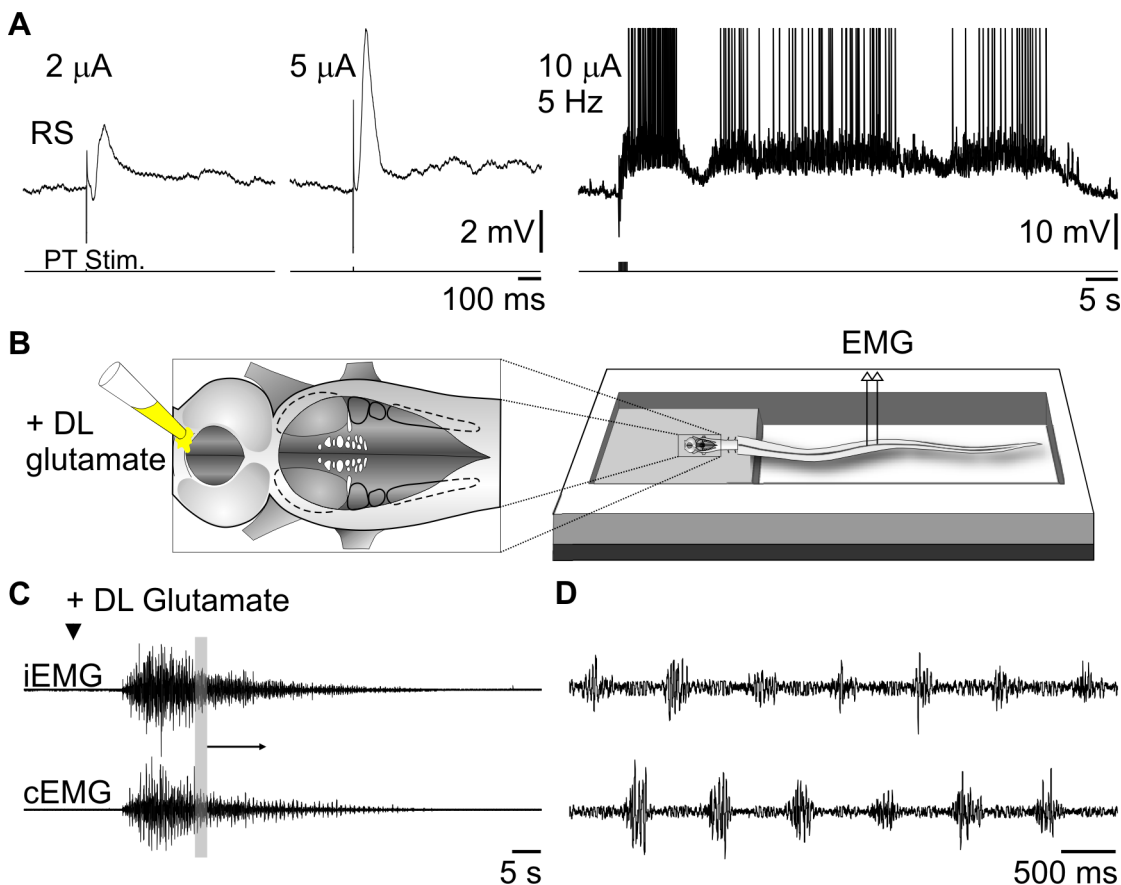 A
2 μA
5 μA
10 μA
5 Hz
RS
2 mV
10 mV
PT Stim.
100 ms
5 s
B
EMG
+ DL
glutamate
C
+ DL Glutamate
D
iEMG
cEMG
5 s
500 ms